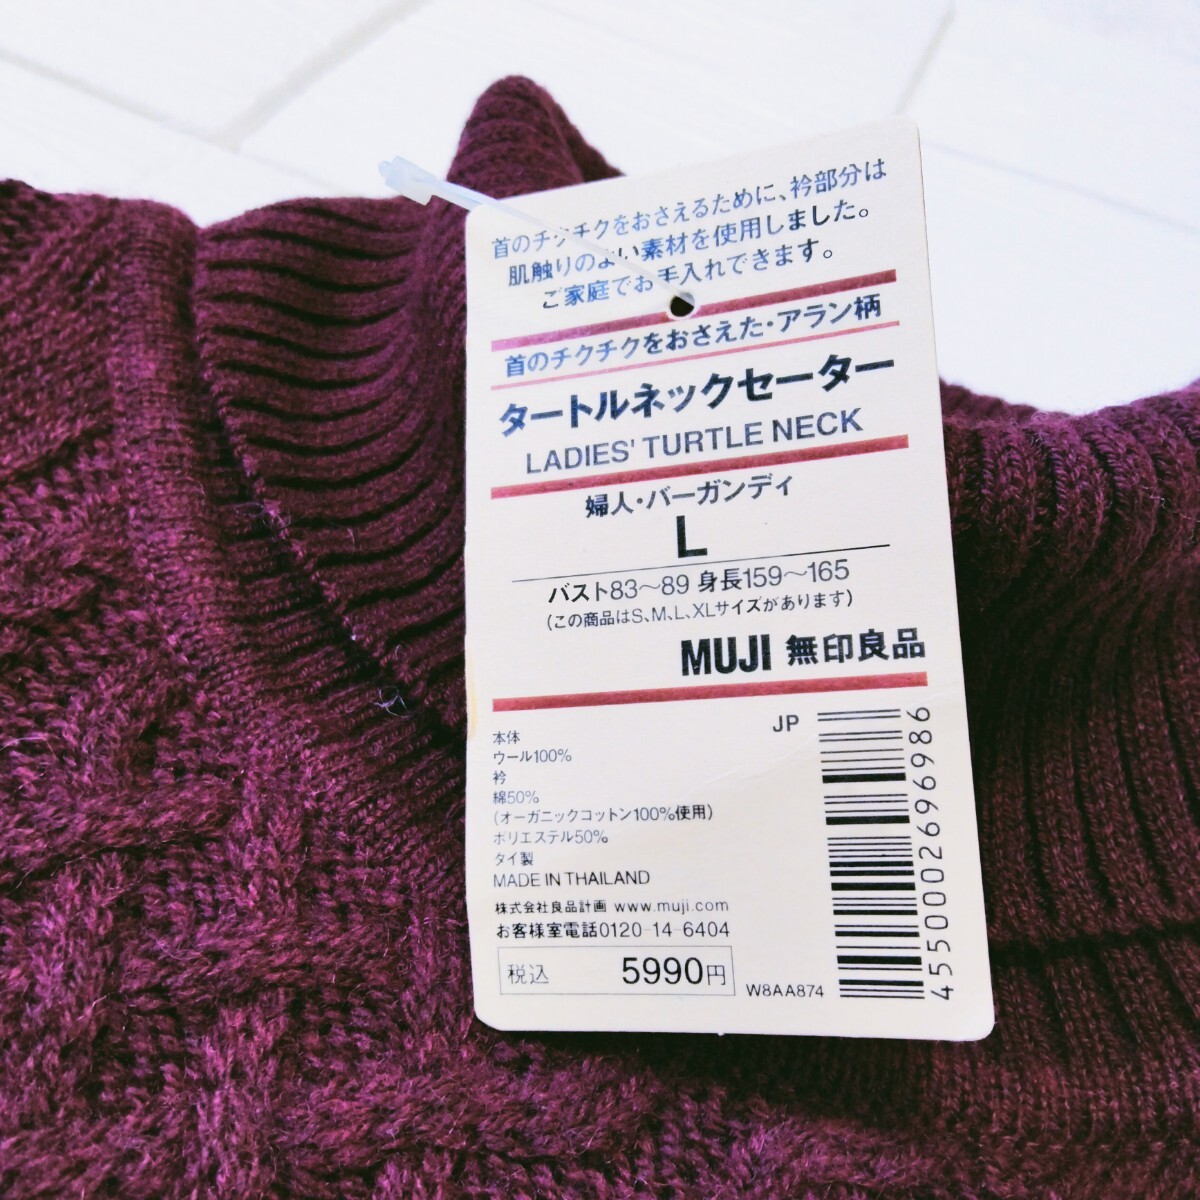 首のチクチクをおさえるために、衿部分は
肌触りのよい素材を使用しました。
ご家庭でお手入れできます。
首のチクチクをおさえた・アラン柄
タートルネックセーター
LADIES' TURTLE NECK
婦人・バーガンディ
L
バスト83〜89 身長159〜165
(この商品はS、M、L、XLサイズがあります)
MUJI 無印良品
JP
本体
ウール100%
衿
綿50%
(オーガニックコットン100%使用)
ポリエステル50%
タイ製
MADE IN THAILAND
株式会社良品計画 www.muji.com
お客様室電話0120-14-6404
税込 5990円
W8AA874
4550002696986